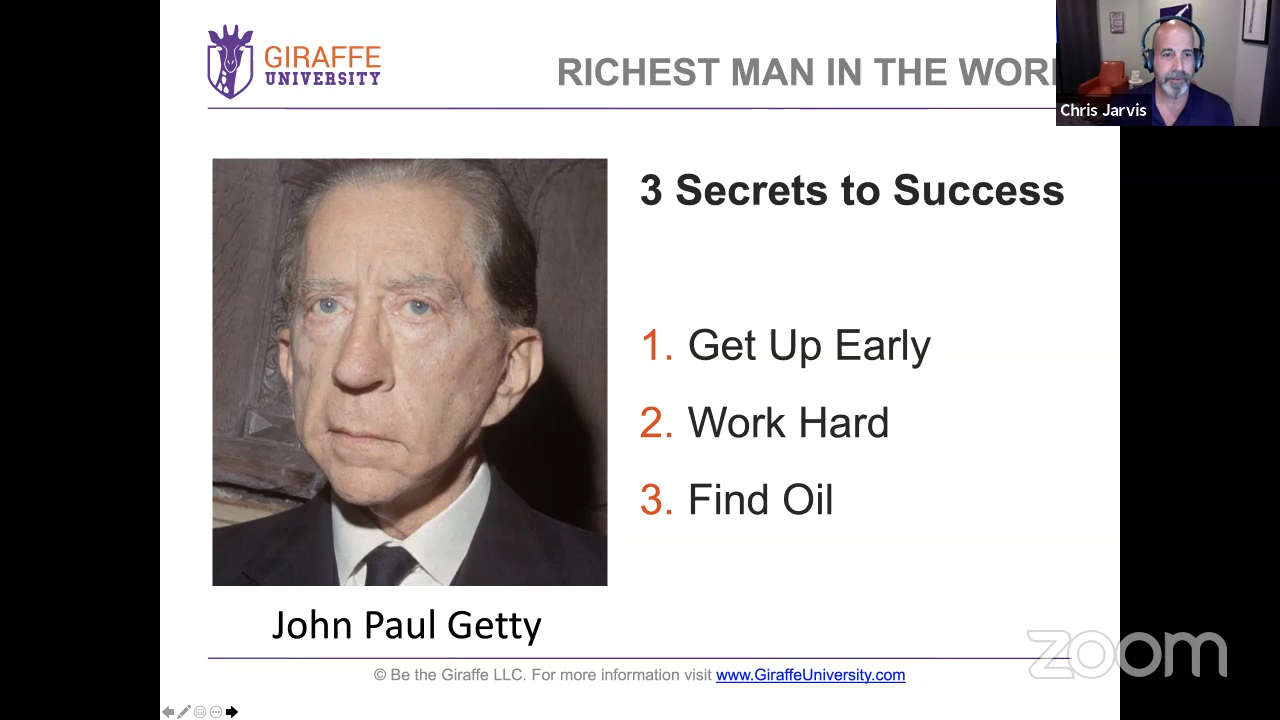 GIRAFFE
UNIVERSITY
RICHEST MAN IN THE
Chris Jarvis
3 Secrets to Success
1. Get Up Early
2. Work Hard
3. Find Oil
John Paul Getty
zoom
© Be the Giraffe LLC. For more information visit www.GiraffeUniversity.com